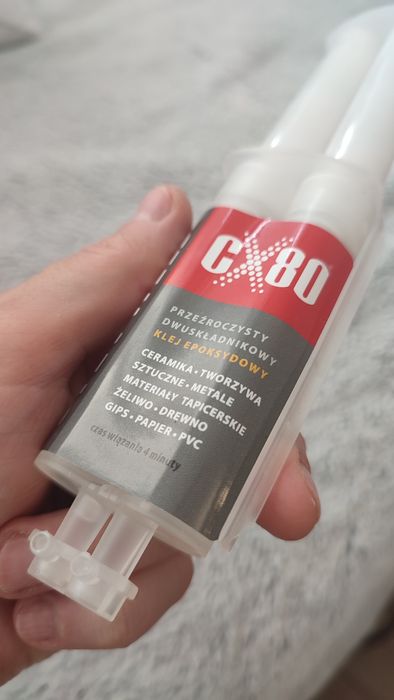 CX80
PRZEŹROCZYSTY
DWUSKŁADNIKOWY
KLEJ EPOKSYDOWY
CERAMIKA • TWORZYWA
SZTUCZNE • METALE
MATERIAŁY TAPICERSKIE
ŻELIWO • DREWNO
GIPS • PAPIER • PVC
czas wiązania 4 minuty